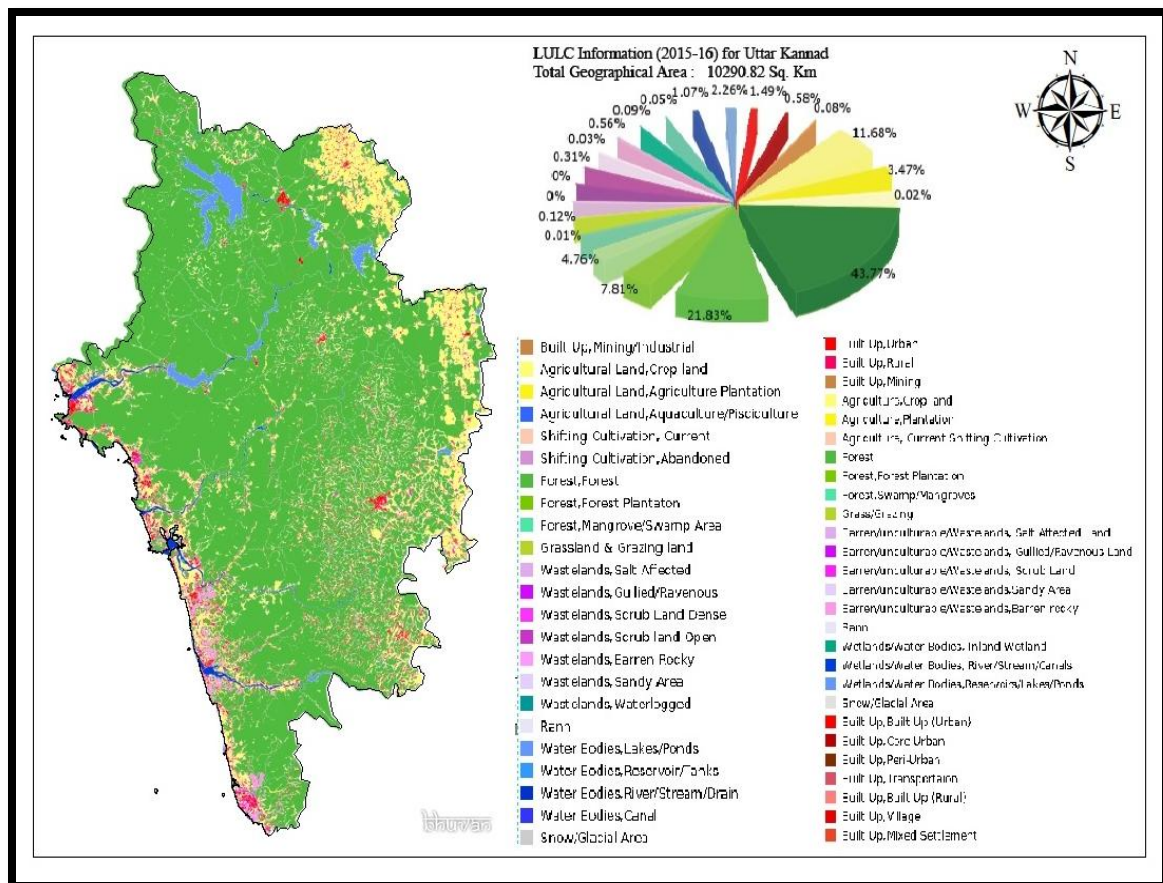 LULC Information (2015-16) for Uttar Kannad
Total Geographical Area : 10290.82 Sq. Km
N
W E
S
0.05%
1.07%
2.26%
1.49%
0.58%
0.08%
11.68%
3.47%
0.02%
43.77%
21.83%
7.81%
4.76%
0.01%
0.12%
0%
0%
0.31%
0.03%
0.56%
0.09%
Built Up,Mining/Industrial
Agricultural Land,Crop land
Agricultural Land,Agriculture Plantation
Agricultural Land,Aquaculture/Pisciculture
Shifting Cultivation, Current
Shifting Cultivation,Abandoned
Forest,Forest
Forest,Forest Plantaton
Forest,Mangrove/Swamp Area
Grassland & Grazing land
Wastelands,Salt Affected
Wastelands,Gullied/Ravenous
Wastelands,Scrub Land Dense
Wastelands,Scrub land Open
Wastelands,Barren Rocky
Wastelands,Sandy Area
Wastelands,Waterlogged
Rann
Water Bodies,Lakes/Ponds
Water Bodies,Reservoir/Tanks
Water Bodies,River/Stream/Drain
Water Bodies,Canal
Snow/Glacial Area
Built Up,Urban
Built Up,Rural
Built Up,Mining
Agriculture,Crop land
Agriculture,Plantation
Agriculture, Current Shifting Cultivation
Forest
Forest,Forest Plantation
Forest,Swamp/Mangroves
Grass/Grazing
Barren/unculturable/Wastelands, Salt Affected Land
Barren/unculturable/Wastelands, Gullied/Ravenous Land
Barren/unculturable/Wastelands, Scrub Land
Barren/unculturable/Wastelands,Sandy Area
Barren/unculturable/Wastelands,Barren rocky
Rann
Wetlands/Water Bodies, Inland Wetland
Wetlands/Water Bodies, River/Stream/Canals
Wetlands/Water Bodies,Reservoirs/Lakes/Ponds
Snow/Glacial Area
Built Up,Built Up (Urban)
Built Up,Core Urban
Built Up,Peri-Urban
Built Up,Transportaion
Built Up,Built Up (Rural)
Built Up,Village
Built Up,Mixed Settlement
bhuvan